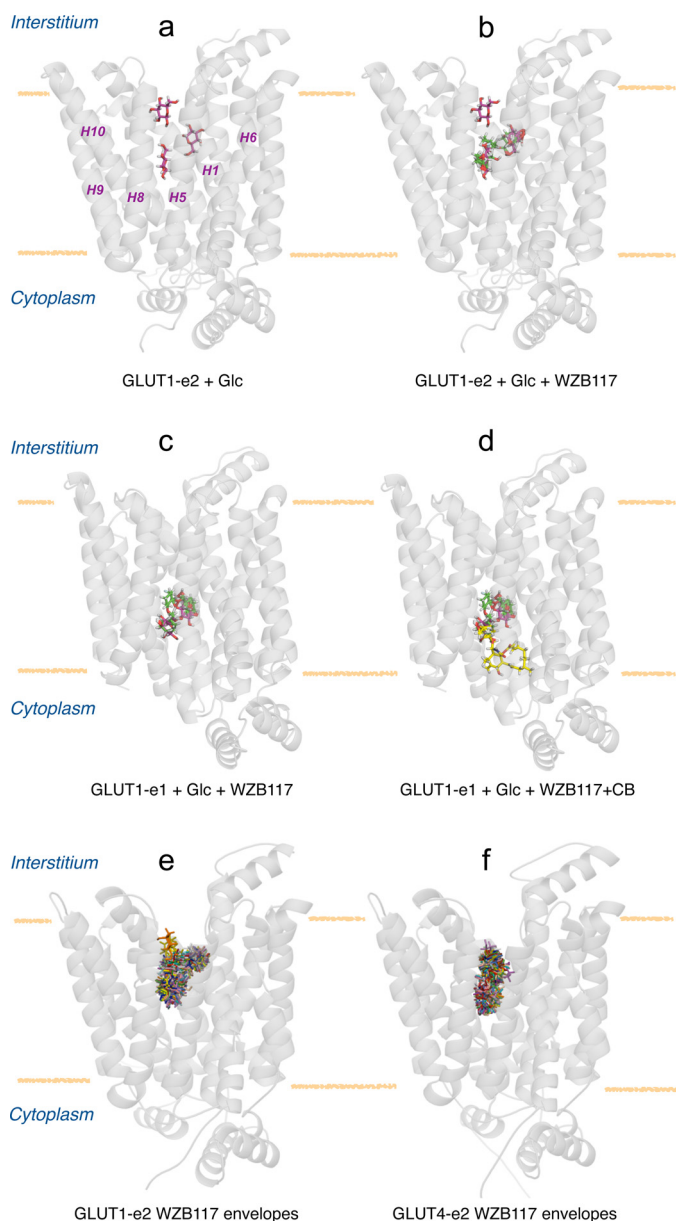 Interstitium
a
b
H10
H6
H1
H9
H8
H5
Cytoplasm
GLUT1-e2 + Glc
GLUT1-e2 + Glc + WZB117
Interstitium
c
d
Cytoplasm
GLUT1-e1 + Glc + WZB117
GLUT1-e1 + Glc + WZB117+CB
Interstitium
e
f
Cytoplasm
GLUT1-e2 WZB117 envelopes
GLUT4-e2 WZB117 envelopes